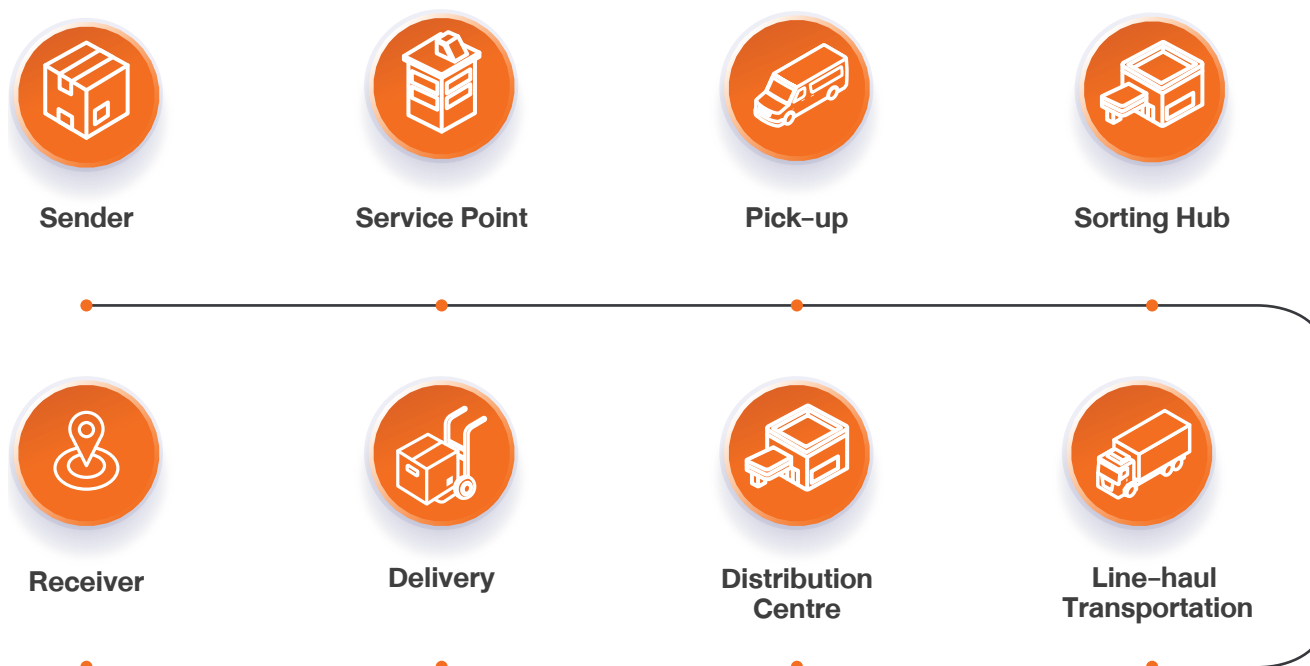 Sender
Service Point
Pick-up
Sorting Hub
Receiver
Delivery
Distribution
Centre
Line-haul
Transportation